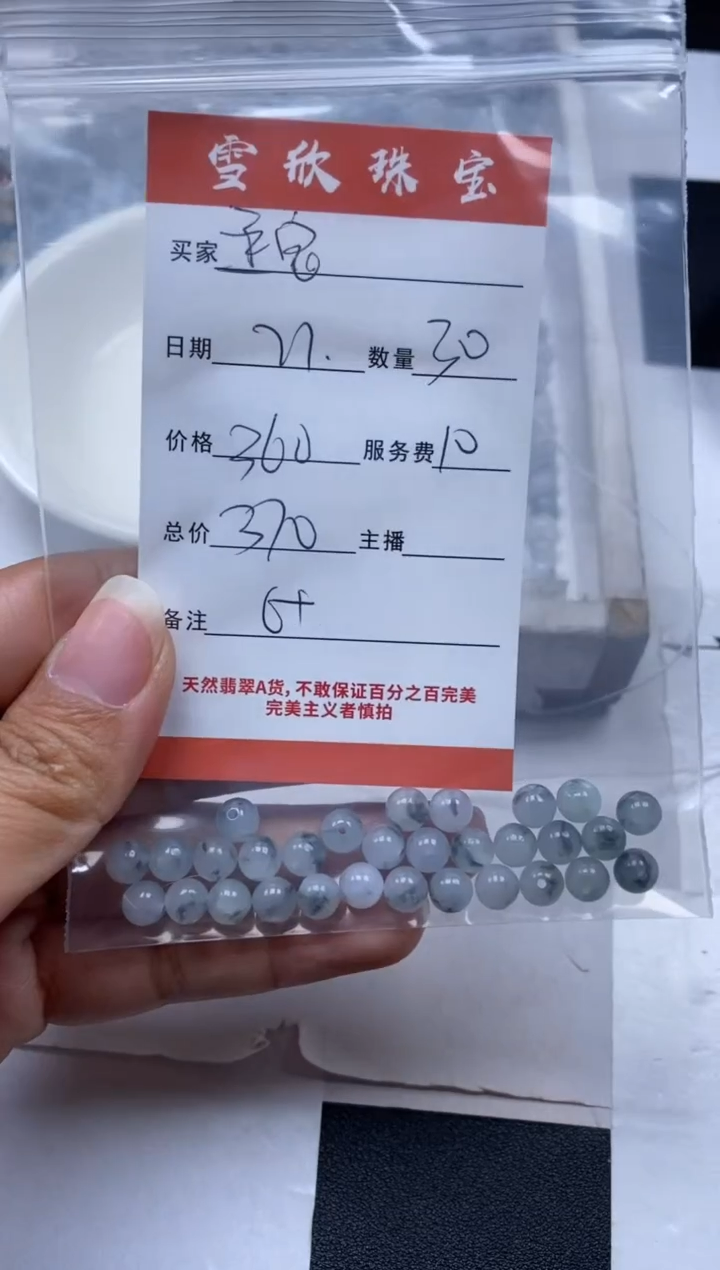 雪欣珠宝
买家
日期 21. 数量 30
价格 360 服务费 10
总价 370 主播
备注 6+
天然翡翠A货,不敢保证百分之百完美
完美主义者慎拍